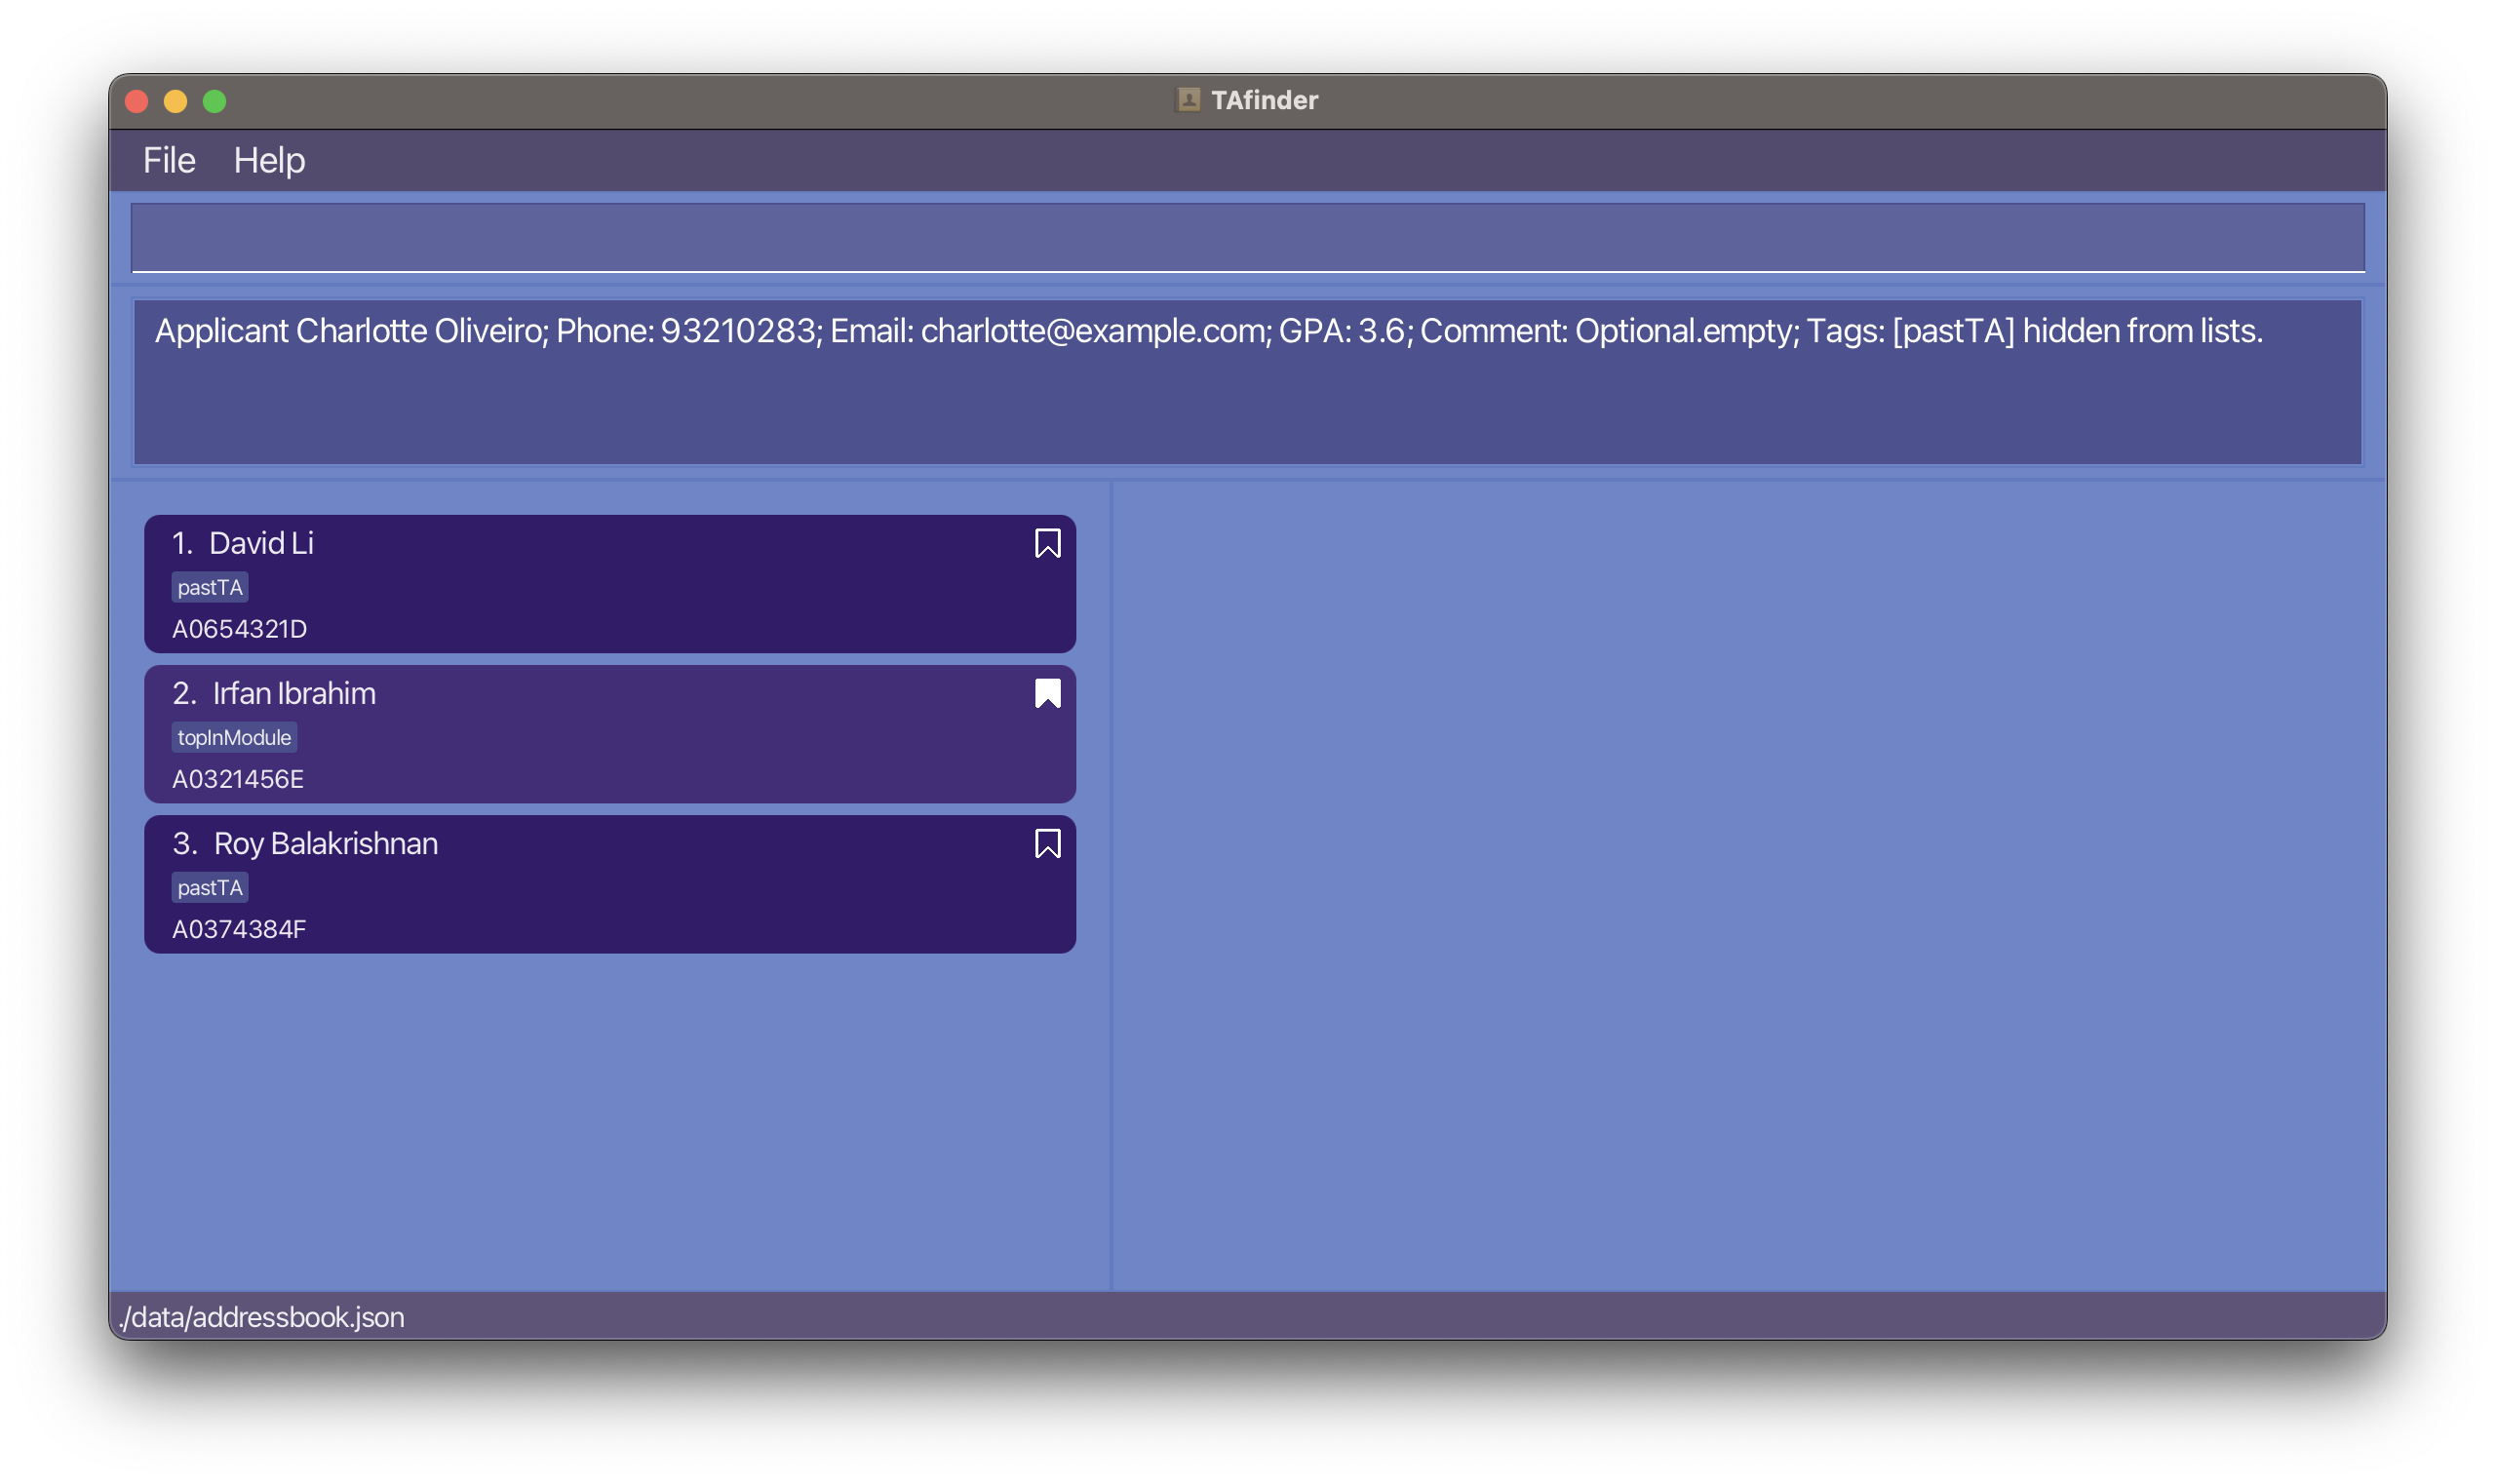 TAfinder
File Help
Applicant Charlotte Oliveiro; Phone: 93210283; Email: charlotte@example.com; GPA: 3.6; Comment: Optional.empty; Tags: [pastTA] hidden from lists.
1. David Li
pastTA
A0654321D
2. Irfan Ibrahim
topInModule
A0321456E
3. Roy Balakrishnan
pastTA
A0374384F
./data/addressbook.json